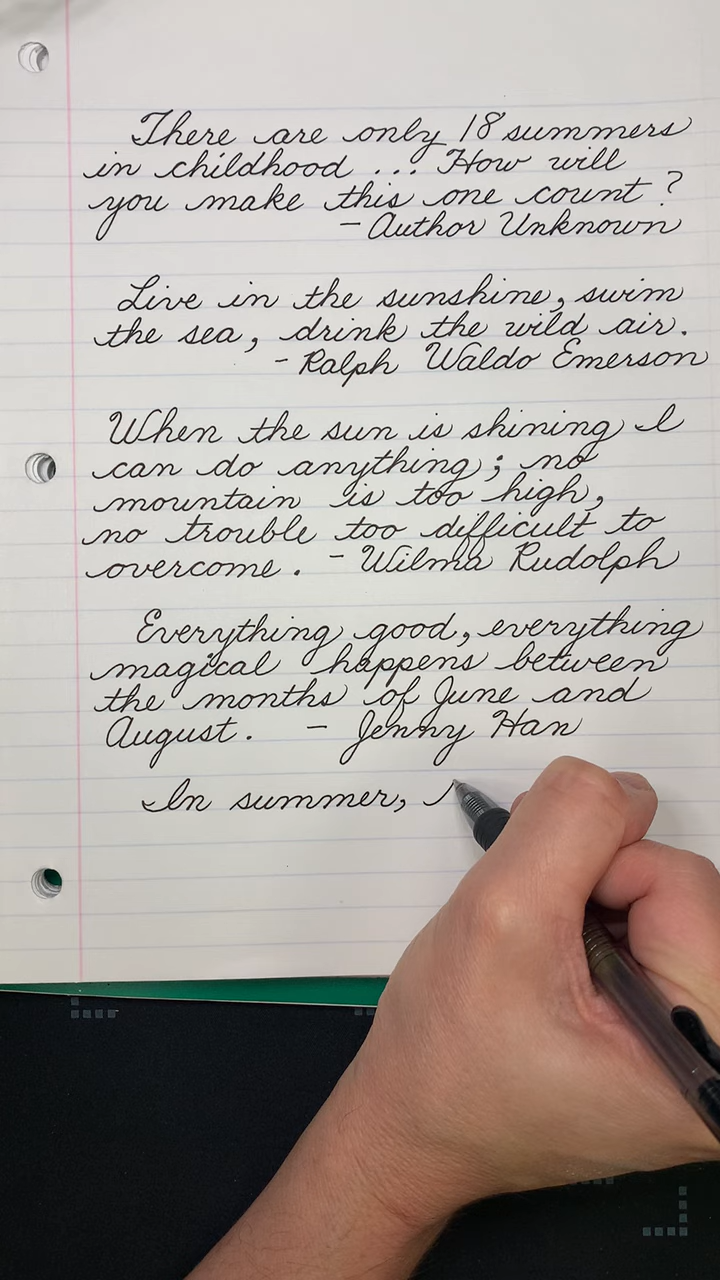 There are only 18 summers
in childhood ... How will
you make this one count?
- Author Unknown
Live in the sunshine, swim
the sea, drink the wild air.
- Ralph Waldo Emerson
When the sun is shining I
can do anything; no
mountain is too high,
no trouble too difficult to
overcome. - Wilma Rudolph
Everything good, everything
magical happens between
the months of June and
August. - Jenny Han
In summer,